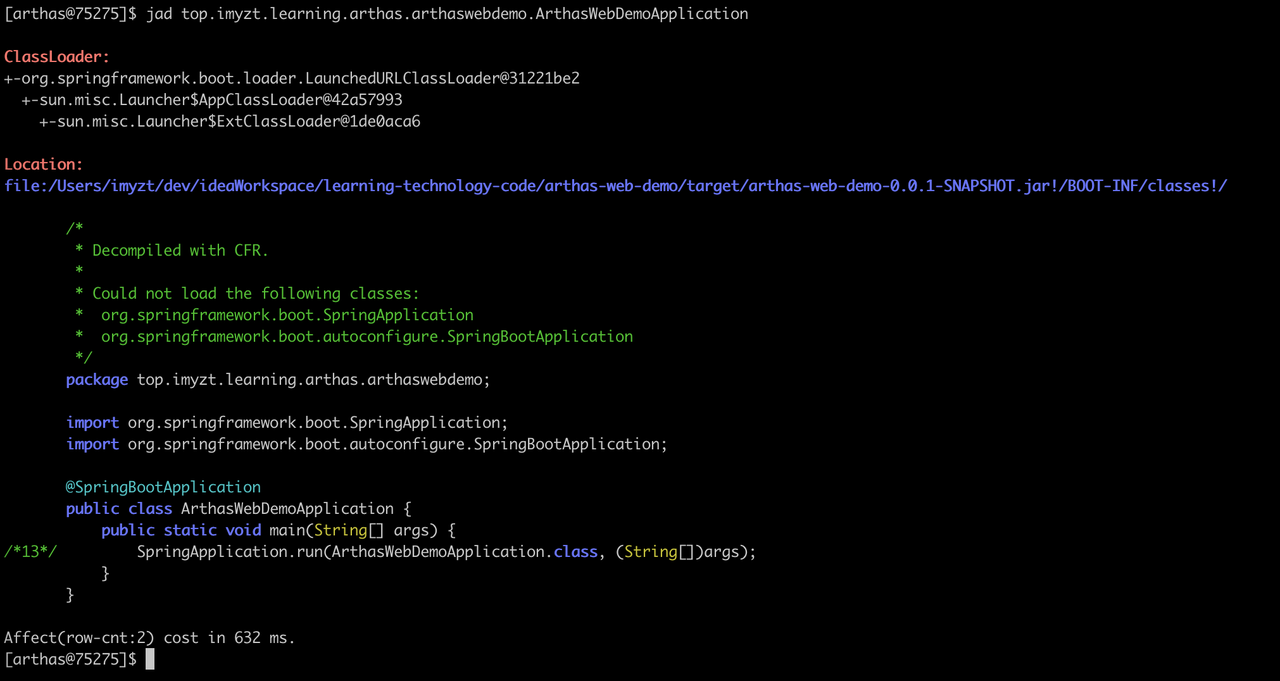 [arthas@75275]$ jad top.imyzt.learning.arthas.arthaswebdemo.ArthasWebDemoApplication
ClassLoader:
+-org.springframework.boot.loader.LaunchedURLClassLoader@31221be2
  +-sun.misc.Launcher$AppClassLoader@42a57993
    +-sun.misc.Launcher$ExtClassLoader@1de0aca6
Location:
file:/Users/imyzt/dev/ideaWorkspace/learning-technology-code/arthas-web-demo/target/arthas-web-demo-0.0.1-SNAPSHOT.jar!/BOOT-INF/classes!/
       /*
        * Decompiled with CFR.
        *
        * Could not load the following classes:
        *  org.springframework.boot.SpringApplication
        *  org.springframework.boot.autoconfigure.SpringBootApplication
        */
       package top.imyzt.learning.arthas.arthaswebdemo;
       import org.springframework.boot.SpringApplication;
       import org.springframework.boot.autoconfigure.SpringBootApplication;
       @SpringBootApplication
       public class ArthasWebDemoApplication {
           public static void main(String[] args) {
/*13*/         SpringApplication.run(ArthasWebDemoApplication.class, (String[])args);
           }
       }
Affect(row-cnt:2) cost in 632 ms.
[arthas@75275]$